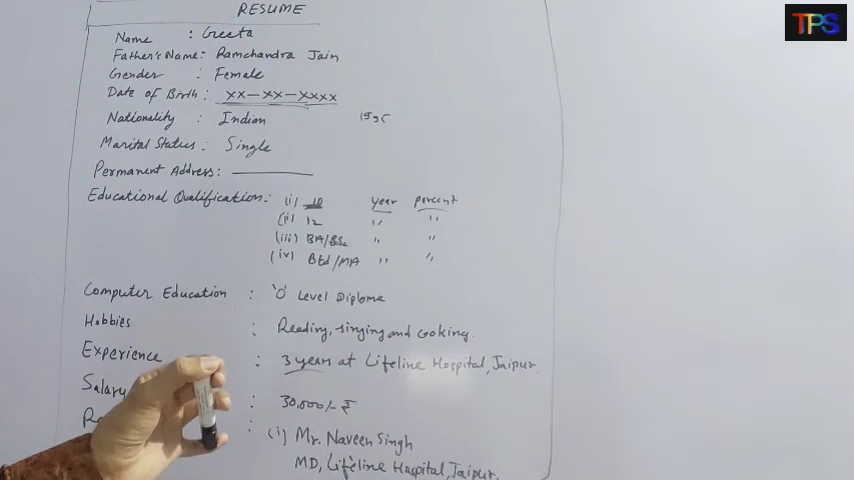 TPS
RESUME
Name : Geeta
Father's Name:- Ramchandra Jain
Gender : Female
Date of Birth : XX-XX-XXXX
Nationality : Indian
Marital Status : Single
Permanent Address:
Educational Qualification: (i) 10 year percent
(ii) 12 " "
(iii) BA/BSc " "
(iv) BEd/MA " "
Computer Education : 'O' Level Diploma
Hobbies : Reading, singing and cooking.
Experience : 3 years at Lifeline Hospital, Jaipur.
Salary : 30,000/- ₹
: (i) Mr. Naveen Singh
MD, Lifeline Hospital, Jaipur.